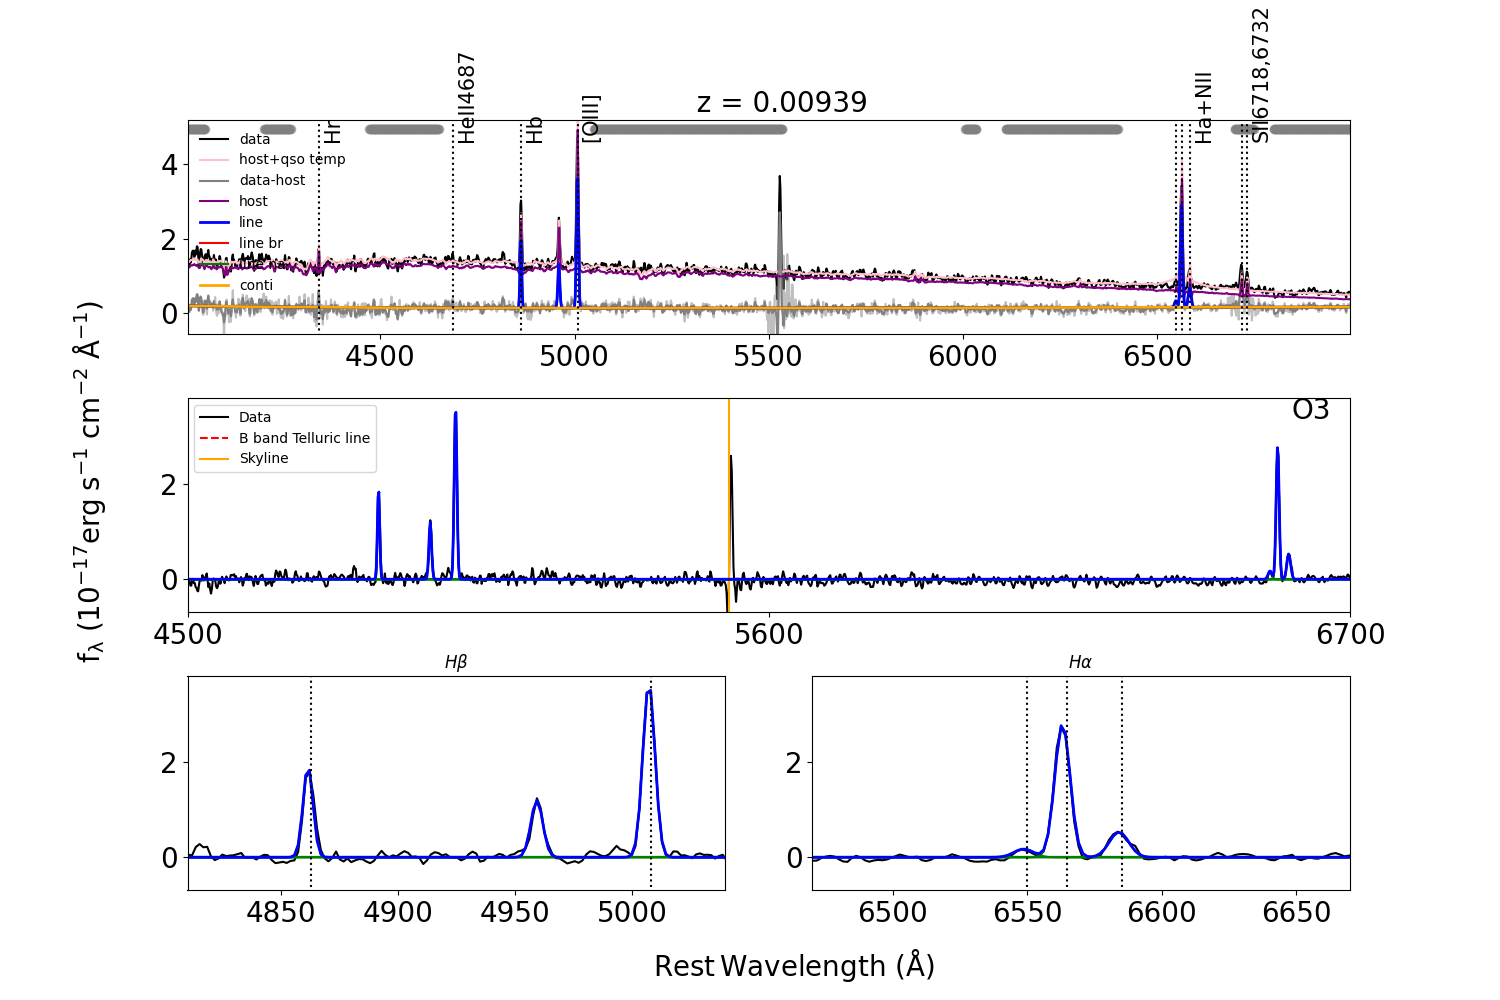 z = 0.00939
Hr
HeII4687
Hb
[OIII]
Ha+NII
SII6718,6732
data
host+qso temp
data-host
host
line
line br
conti
4
2
0
4500
5000
5500
6000
6500
f_λ (10^−17 erg s^−1 cm^−2 Å^−1)
O3
Data
B band Telluric line
Skyline
2
0
4500
5600
6700
Hβ
2
0
4850
4900
4950
5000
Hα
2
0
6500
6550
6600
6650
Rest Wavelength (Å)